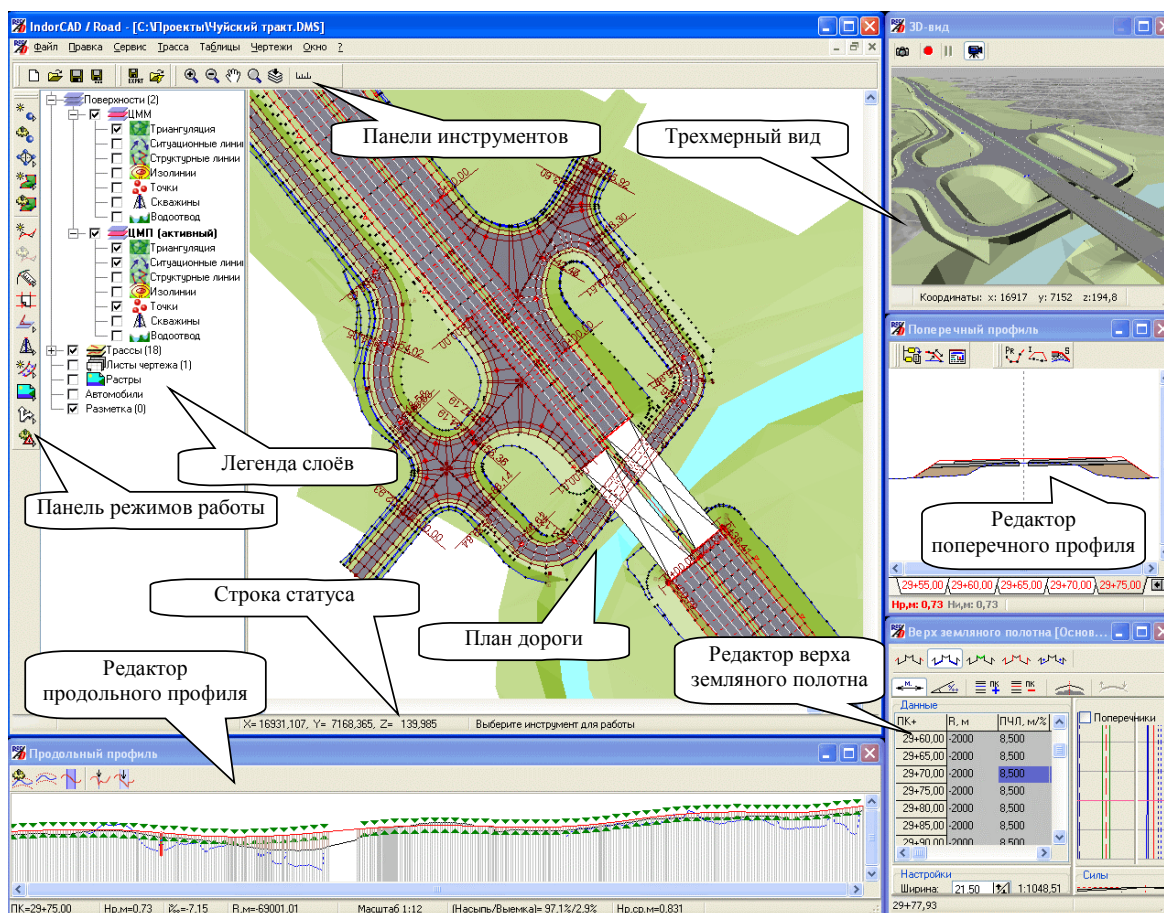 IndorCAD / Road - [C:\Проекты\Чуйский тракт.DMS]
Файл Правка Сервис Трасса Таблицы Чертежи Окно ?
Поверхности (2)
ЦММ
Триангуляция
Ситуационные лини
Структурные линии
Изолинии
Точки
Скважины
Водоотвод
ЦМП (активный)
Триангуляция
Ситуационные лини
Структурные линии
Изолинии
Точки
Скважины
Водоотвод
Трассы (18)
Листы чертежа (1)
Растры
Автомобили
Разметка (0)
Панели инструментов
Легенда слоёв
Панель режимов работы
Строка статуса
План дороги
Редактор
продольного профиля
X= 16931,107, Y= 7168,365, Z= 139,985 Выберите инструмент для работы
3D-вид
Трехмерный вид
Координаты: x: 16917 y: 7152 z:194,8
Поперечный профиль
Редактор
поперечного профиля
29+55,00 29+60,00 29+65,00 29+70,00 29+75,00
Нр,м: 0,73 Ни,м: 0,73
Редактор верха
земляного полотна
Верх земляного полотна [Основ...
Данные
ПК+ R, м ПЧЛ, м/%
29+60,00 -2000 8,500
29+65,00 -2000 8,500
29+70,00 -2000 8,500
29+75,00 -2000 8,500
29+80,00 -2000 8,500
29+85,00 -2000 8,500
29+90,00 -2000 8,500
Поперечники
Настройки
Ширина: 21,50 1:1048,51
Силы
29+77,93
Продольный профиль
ПК=29+75,00 Нр,м=0,73 i‰=-7,15 R,м=-69001,01 Масштаб 1:12 (Насыпь/Выемка)= 97,1%/2,9% Нр.ср,м=0,831